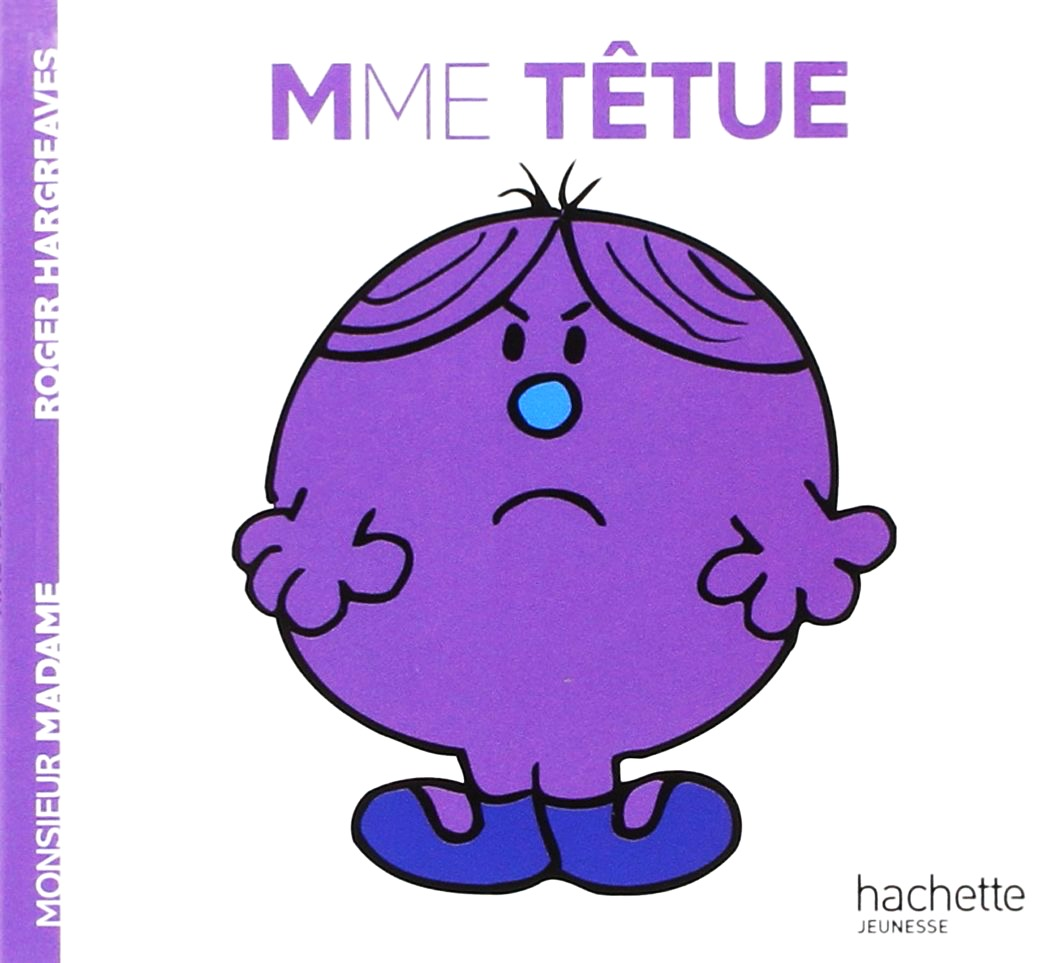 MME TÊTUE
ROGER HARGREAVES
MONSIEUR MADAME
hachette
JEUNESSE